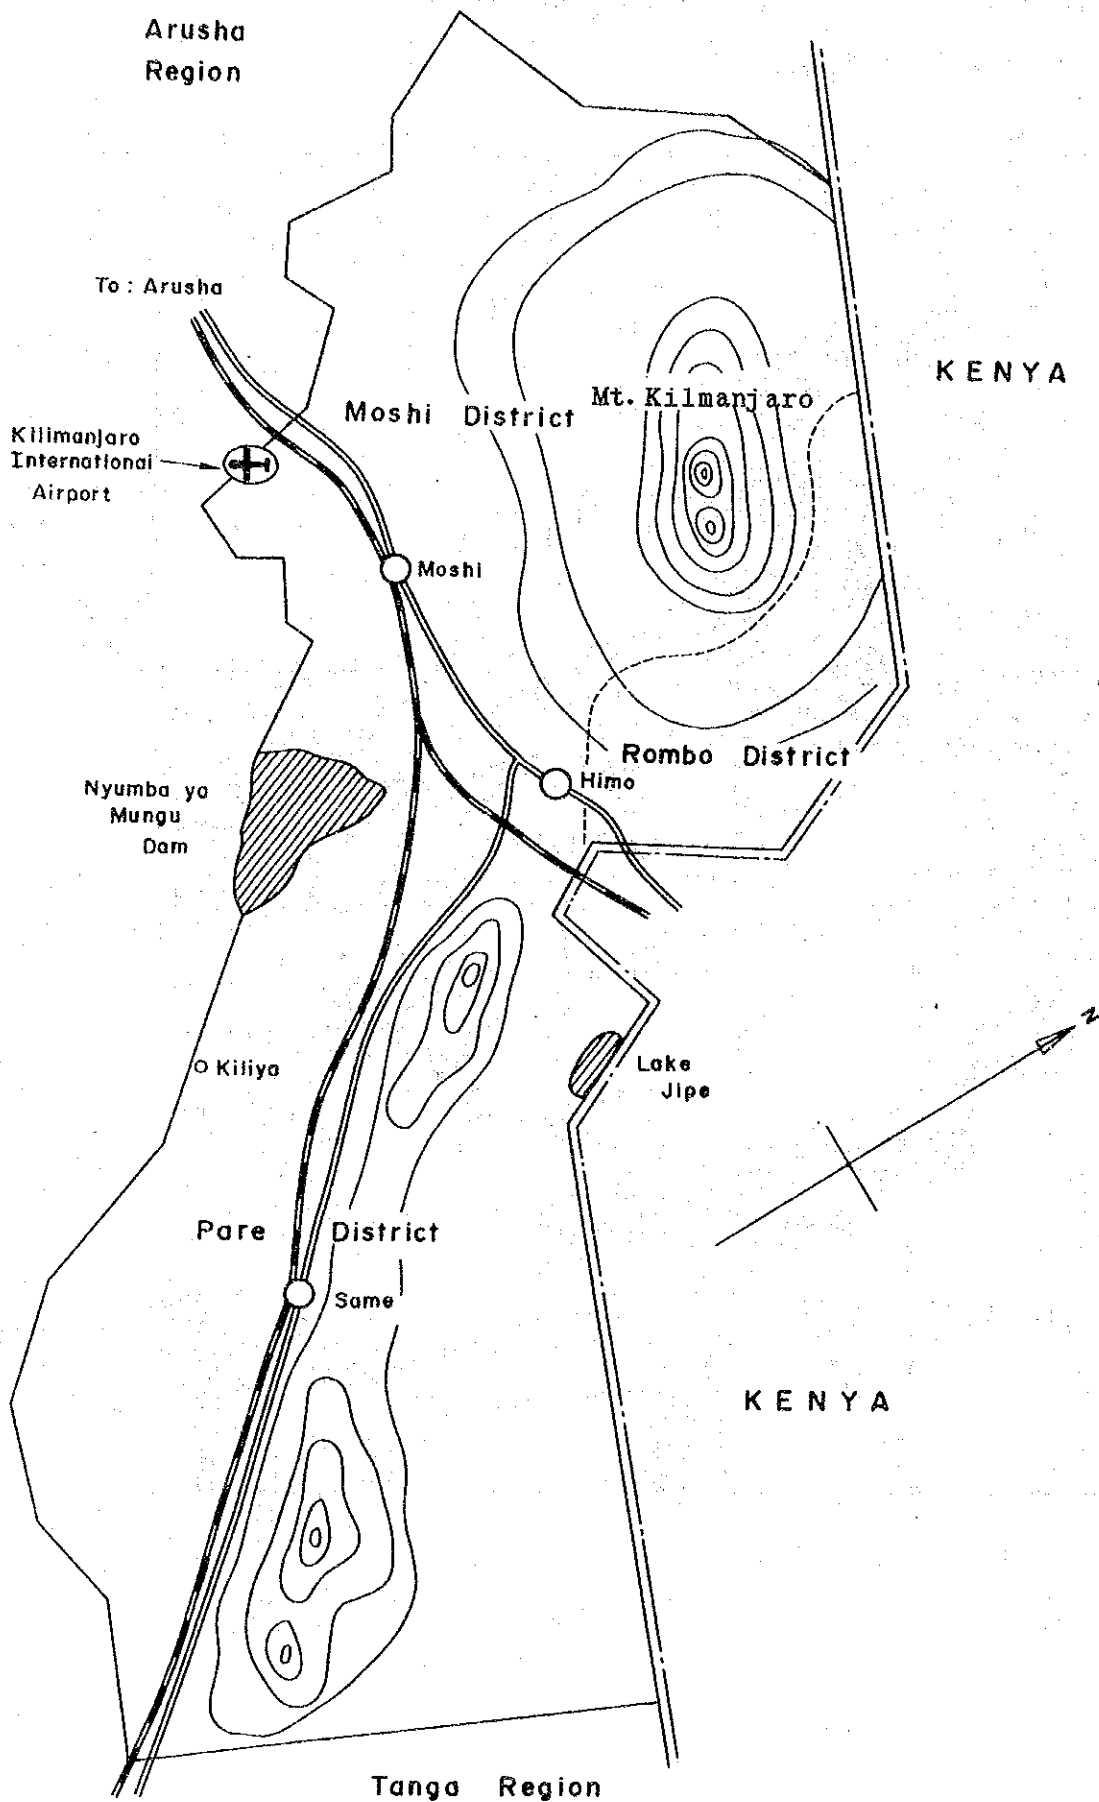 Arusha
Region
To : Arusha
KENYA
Mt. Kilmanjaro
Moshi District
Kilimanjaro
International
Airport
Moshi
Rombo District
Himo
Nyumba ya
Mungu
Dam
N
Lake
Jipe
Kiliya
Pare District
Same
KENYA
Tanga Region